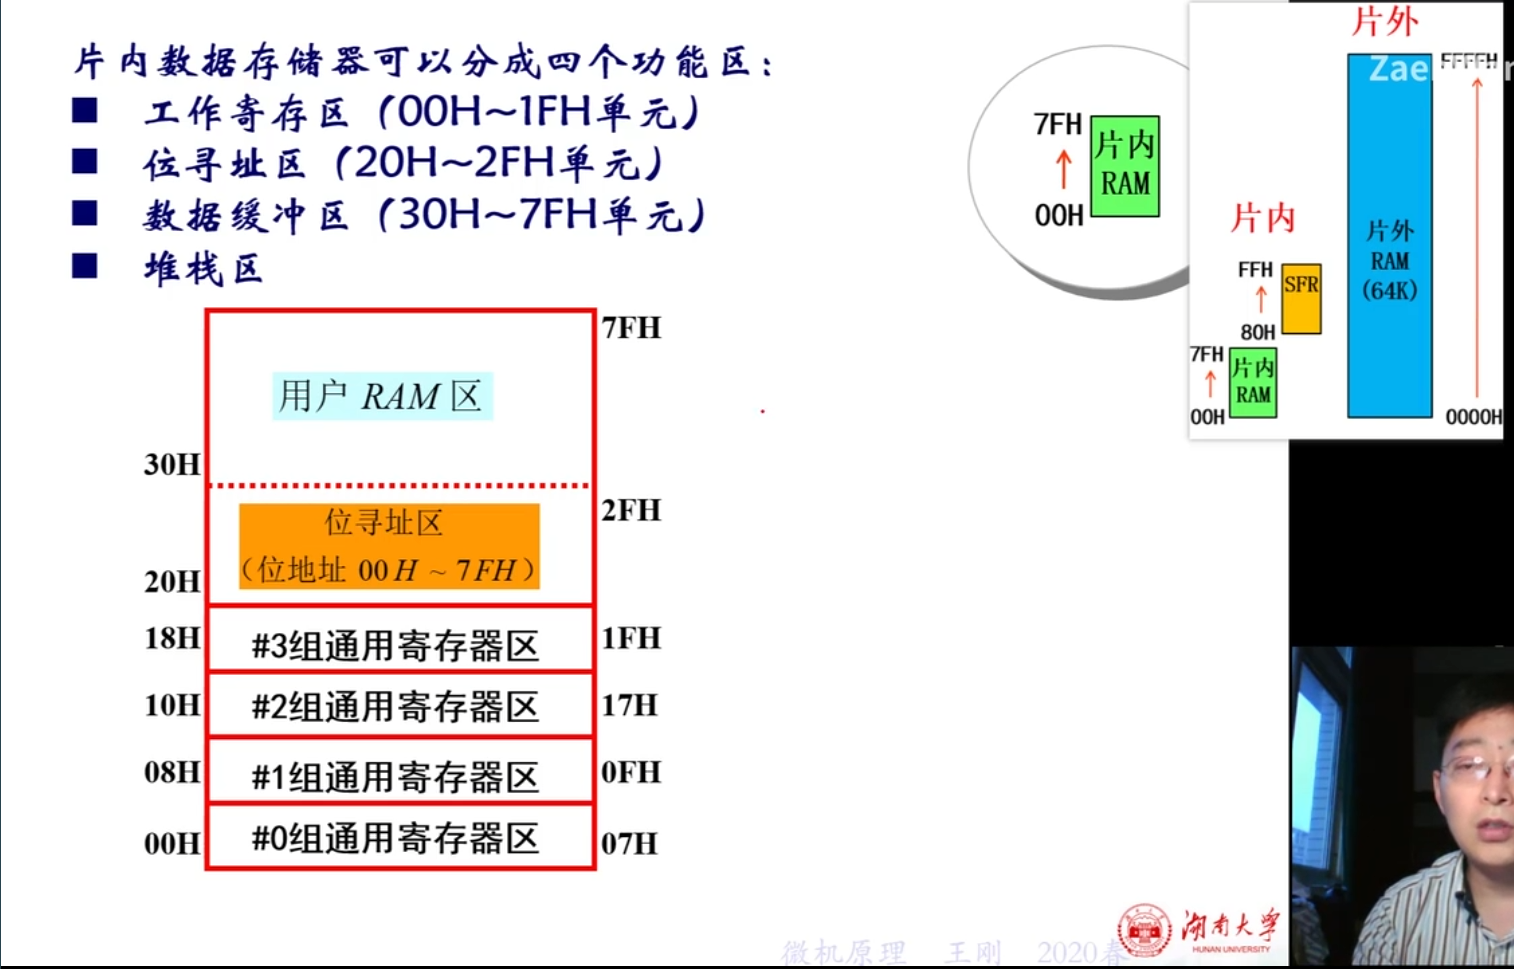 片内数据存储器可以分成四个功能区：
■ 工作寄存区（00H~1FH单元）
■ 位寻址区（20H~2FH单元）
■ 数据缓冲区（30H~7FH单元）
■ 堆栈区
7FH
片内
RAM
00H
片外
FFFFH
片外
RAM
(64K)
0000H
片内
FFH
SFR
80H
7FH
片内
RAM
00H
7FH
用户 RAM 区
30H
2FH
位寻址区
（位地址 00H ~ 7FH）
20H
18H #3组通用寄存器区 1FH
10H #2组通用寄存器区 17H
08H #1组通用寄存器区 0FH
00H #0组通用寄存器区 07H
湖南大学
HUNAN UNIVERSITY
微机原理 王刚 2020春